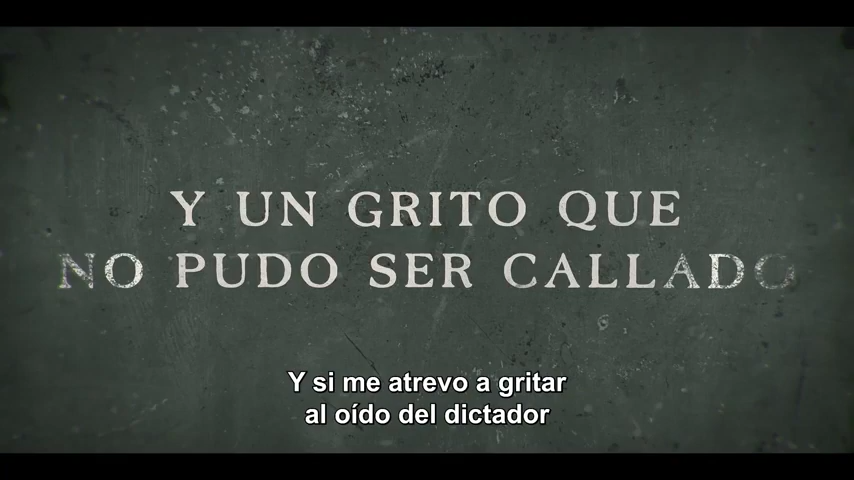 Y UN GRITO QUE
NO PUDO SER CALLADO
Y si me atrevo a gritar
al oído del dictador